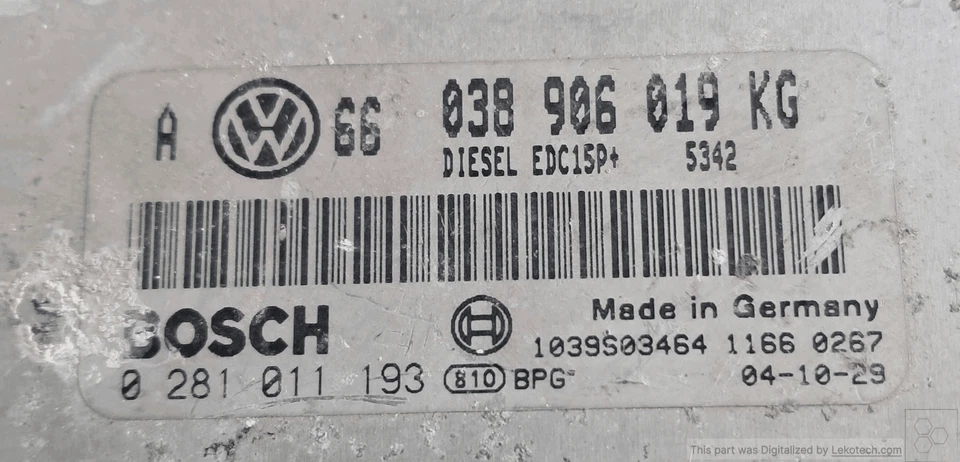 A VW 66 038 906 019 KG
DIESEL EDC15P+ 5342
BOSCH
Made in Germany
1039S03464 1166 0267
0 281 011 193 810 BPG
04-10-29
This part was Digitalized by Lekotech.com